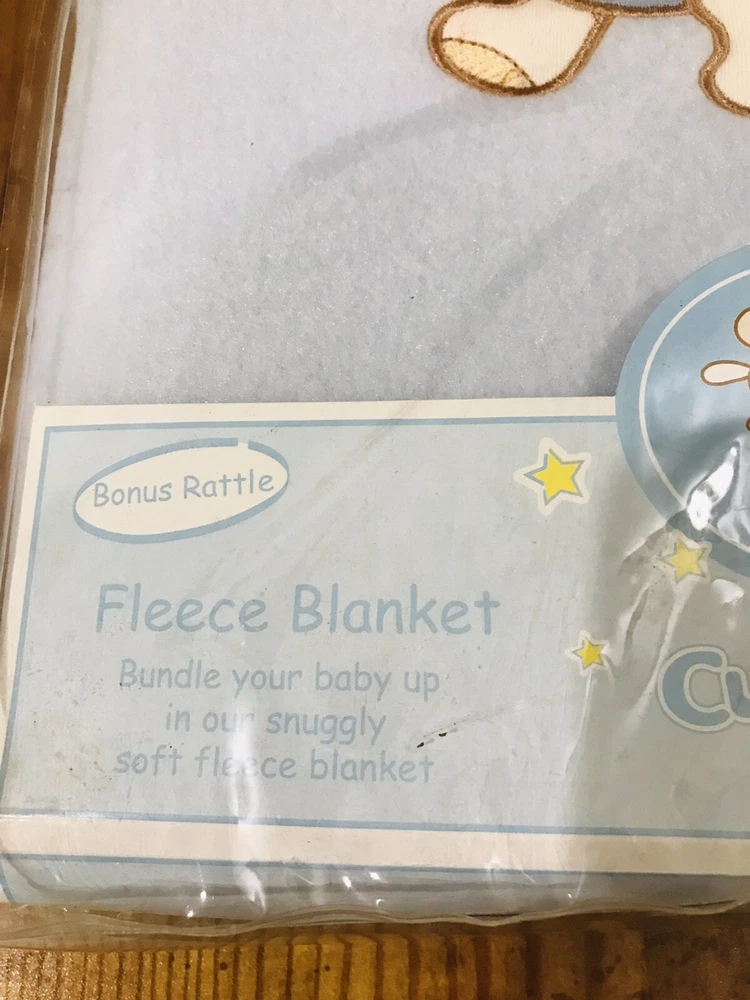 Bonus Rattle
Fleece Blanket
Bundle your baby up
in our snuggly
soft fleece blanket